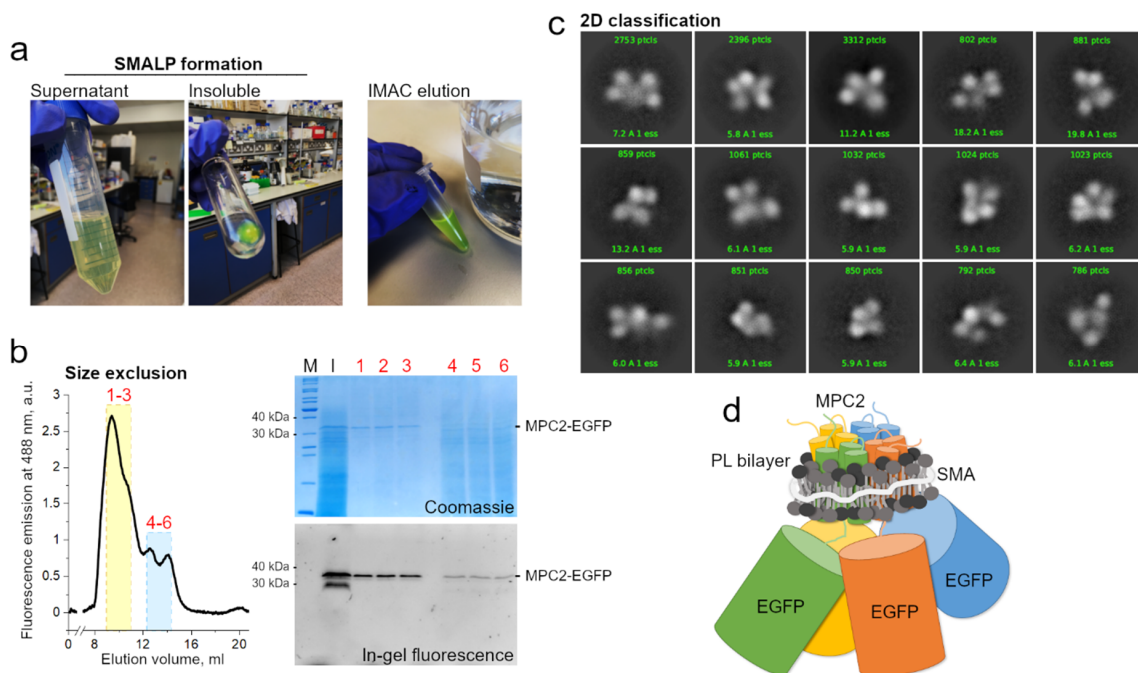 a
SMALP formation
Supernatant
Insoluble
IMAC elution
b
Size exclusion
1-3
4-6
Fluorescence emission at 488 nm, a.u.
3
2.5
2
1.5
1
0.5
0
0 8 12 16 20
Elution volume, ml
M I 1 2 3 4 5 6
40 kDa
30 kDa
MPC2-EGFP
Coomassie
40 kDa
30 kDa
MPC2-EGFP
In-gel fluorescence
c
2D classification
2753 ptcls 2396 ptcls 3312 ptcls 802 ptcls 881 ptcls
7.2 A 1 ess 5.8 A 1 ess 11.2 A 1 ess 18.2 A 1 ess 19.8 A 1 ess
859 ptcls 1061 ptcls 1032 ptcls 1024 ptcls 1023 ptcls
13.2 A 1 ess 6.1 A 1 ess 5.9 A 1 ess 5.9 A 1 ess 6.2 A 1 ess
856 ptcls 851 ptcls 850 ptcls 792 ptcls 786 ptcls
6.0 A 1 ess 5.9 A 1 ess 5.9 A 1 ess 6.4 A 1 ess 6.1 A 1 ess
d
MPC2
PL bilayer
SMA
EGFP
EGFP
EGFP